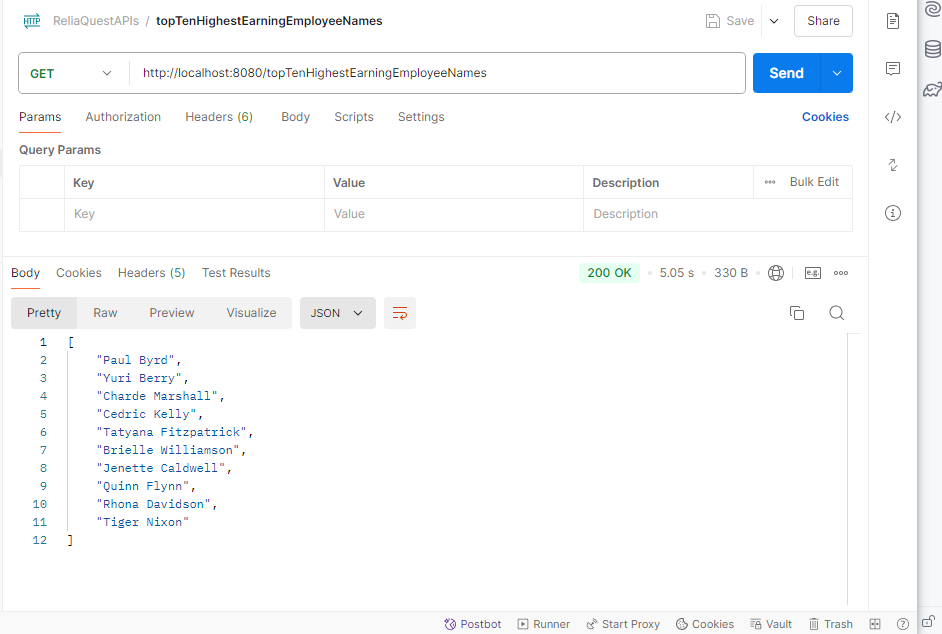 HTTP ReliaQuestAPIs / topTenHighestEarningEmployeeNames Save Share
GET http://localhost:8080/topTenHighestEarningEmployeeNames Send
Params Authorization Headers (6) Body Scripts Settings Cookies
Query Params
Key Value Description Bulk Edit
Key Value Description
Body Cookies Headers (5) Test Results 200 OK 5.05 s 330 B e.g.
Pretty Raw Preview Visualize JSON
1 [
2 "Paul Byrd",
3 "Yuri Berry",
4 "Charde Marshall",
5 "Cedric Kelly",
6 "Tatyana Fitzpatrick",
7 "Brielle Williamson",
8 "Jenette Caldwell",
9 "Quinn Flynn",
10 "Rhona Davidson",
11 "Tiger Nixon"
12 ]
Postbot Runner Start Proxy Cookies Vault Trash